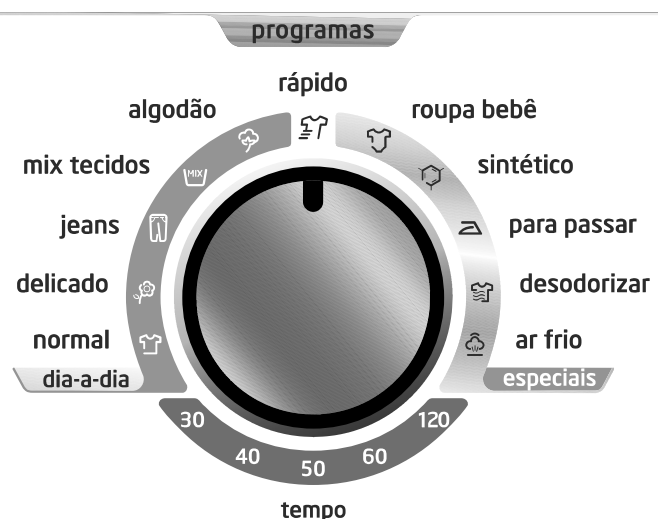 programas
rápido
algodão
roupa bebê
mix tecidos
MIX
sintético
jeans
para passar
delicado
desodorizar
normal
ar frio
dia-a-dia
especiais
30
120
40
60
50
tempo